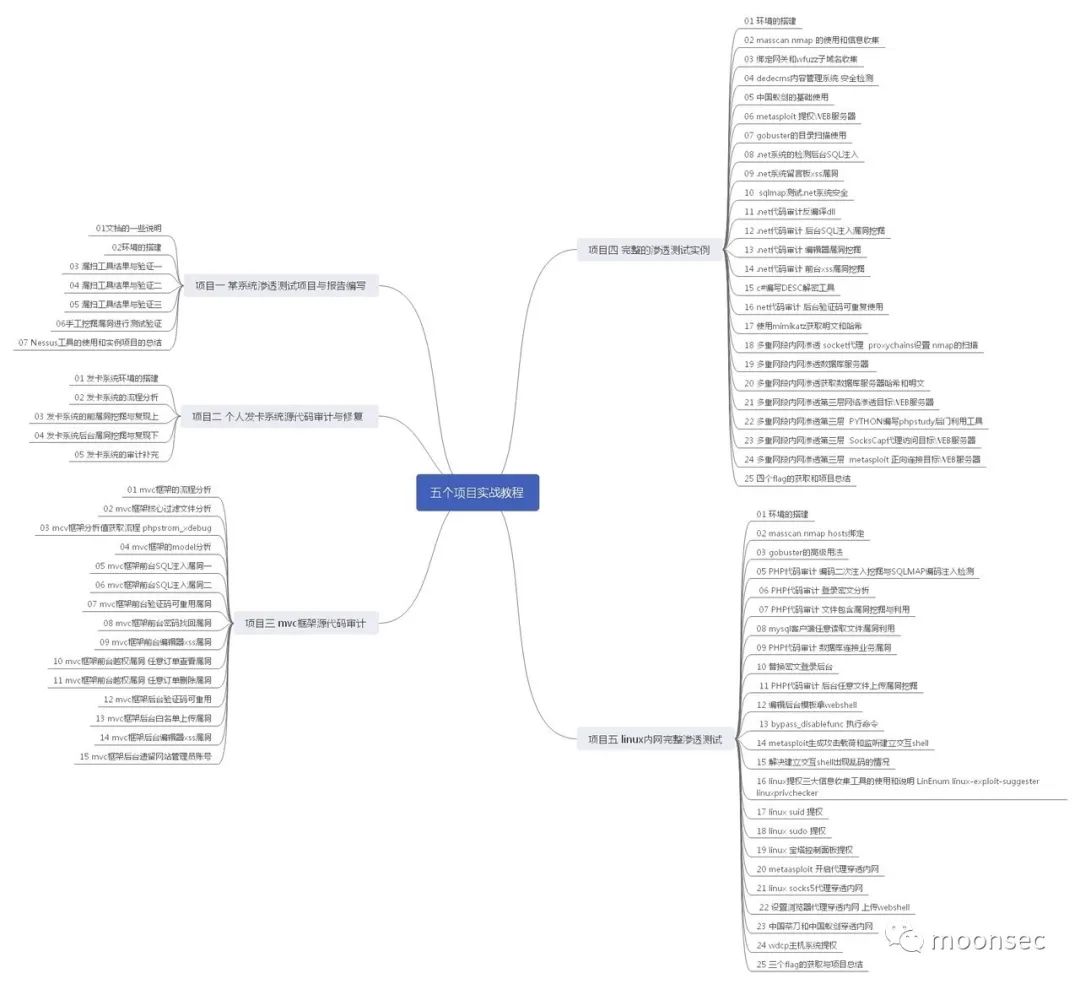 五个项目实战教程
项目一 某系统渗透测试项目与报告编写
01文档的一些说明
02环境的搭建
03 漏扫工具结果与验证一
04 漏扫工具结果与验证二
05 漏扫工具结果与验证三
06手工挖掘漏洞进行测试验证
07 Nessus工具的使用和实例项目的总结
项目二 个人发卡系统源代码审计与修复
01 发卡系统环境的搭建
02 发卡系统的流程分析
03 发卡系统的前漏洞挖掘与复现上
04 发卡系统后台漏洞挖掘与复现下
05 发卡系统的审计补充
项目三 mvc框架源代码审计
01 mvc框架的流程分析
02 mvc框架核心过滤文件分析
03 mcv框架分析值获取流程 phpstrom_xdebug
04 mvc框架的model分析
05 mvc框架前台SQL注入漏洞一
06 mvc框架前台SQL注入漏洞二
07 mvc框架前台验证码可重用漏洞
08 mvc框架前台密码找回漏洞
09 mvc框架前台编辑器xss漏洞
10 mvc框架前台越权漏洞 任意订单查看漏洞
11 mvc框架前台越权漏洞 任意订单删除漏洞
12 mvc框架后台验证码可重用
13 mvc框架后台白名单上传漏洞
14 mvc框架后台编辑器xss漏洞
15 mvc框架后台遗留网站管理员账号
项目四 完整的渗透测试实例
01 环境的搭建
02 masscan nmap 的使用和信息收集
03 绑定网关和wfuzz子域名收集
04 dedecms内容管理系统 安全检测
05 中国蚁剑的基础使用
06 metasploit 提权WEB服务器
07 gobuster的目录扫描使用
08 .net系统的检测后台SQL注入
09 .net系统留言板xss漏洞
10 sqlmap测试.net系统安全
11 .net代码审计反编译dll
12 .net代码审计 后台SQL注入漏洞挖掘
13 .net代码审计 编辑器漏洞挖掘
14 .net代码审计 前台xss漏洞挖掘
15 c#编写DESC解密工具
16 net代码审计 后台验证码可重复使用
17 使用mimikatz获取明文和哈希
18 多重网段内网渗透 socket代理 proxychains设置 nmap的扫描
19 多重网段内网渗透数据库服务器
20 多重网段内网渗透获取数据库服务器哈希和明文
21 多重网段内网渗透第三层网络渗透目标WEB服务器
22 多重网段内网渗透第三层 PYTHON编写phpstudy后门利用工具
23 多重网段内网渗透第三层 SocksCap代理访问目标WEB服务器
24 多重网段内网渗透第三层 metasploit 正向连接目标WEB服务器
25 四个flag的获取和项目总结
项目五 linux内网完整渗透测试
01 环境的搭建
02 masscan nmap hosts绑定
03 gobuster的高级用法
05 PHP代码审计 编码二次注入挖掘与SQLMAP编码注入检测
06 PHP代码审计 登录密文分析
07 PHP代码审计 文件包含漏洞挖掘与利用
08 mysql客户端任意读取文件漏洞利用
09 PHP代码审计 数据库连接业务漏洞
10 替换密文登录后台
11 PHP代码审计 后台任意文件上传漏洞挖掘
12 编辑后台模板拿webshell
13 bypass_disablefunc 执行命令
14 metasploit生成攻击载荷和监听建立交互shell
15 解决建立交互shell出现乱码的情况
16 linux提权三大信息收集工具的使用和说明 LinEnum linux-exploit-suggester
linuxprivchecker
17 linux suid 提权
18 linux sudo 提权
19 linux 宝塔控制面板提权
20 metaasploit 开启代理穿透内网
21 linux socks5代理穿透内网
22 设置浏览器代理穿透内网 上传webshell
23 中国菜刀和中国蚁剑穿透内网
24 wdcp主机系统提权
25 三个flag的获取与项目总结
moonsec